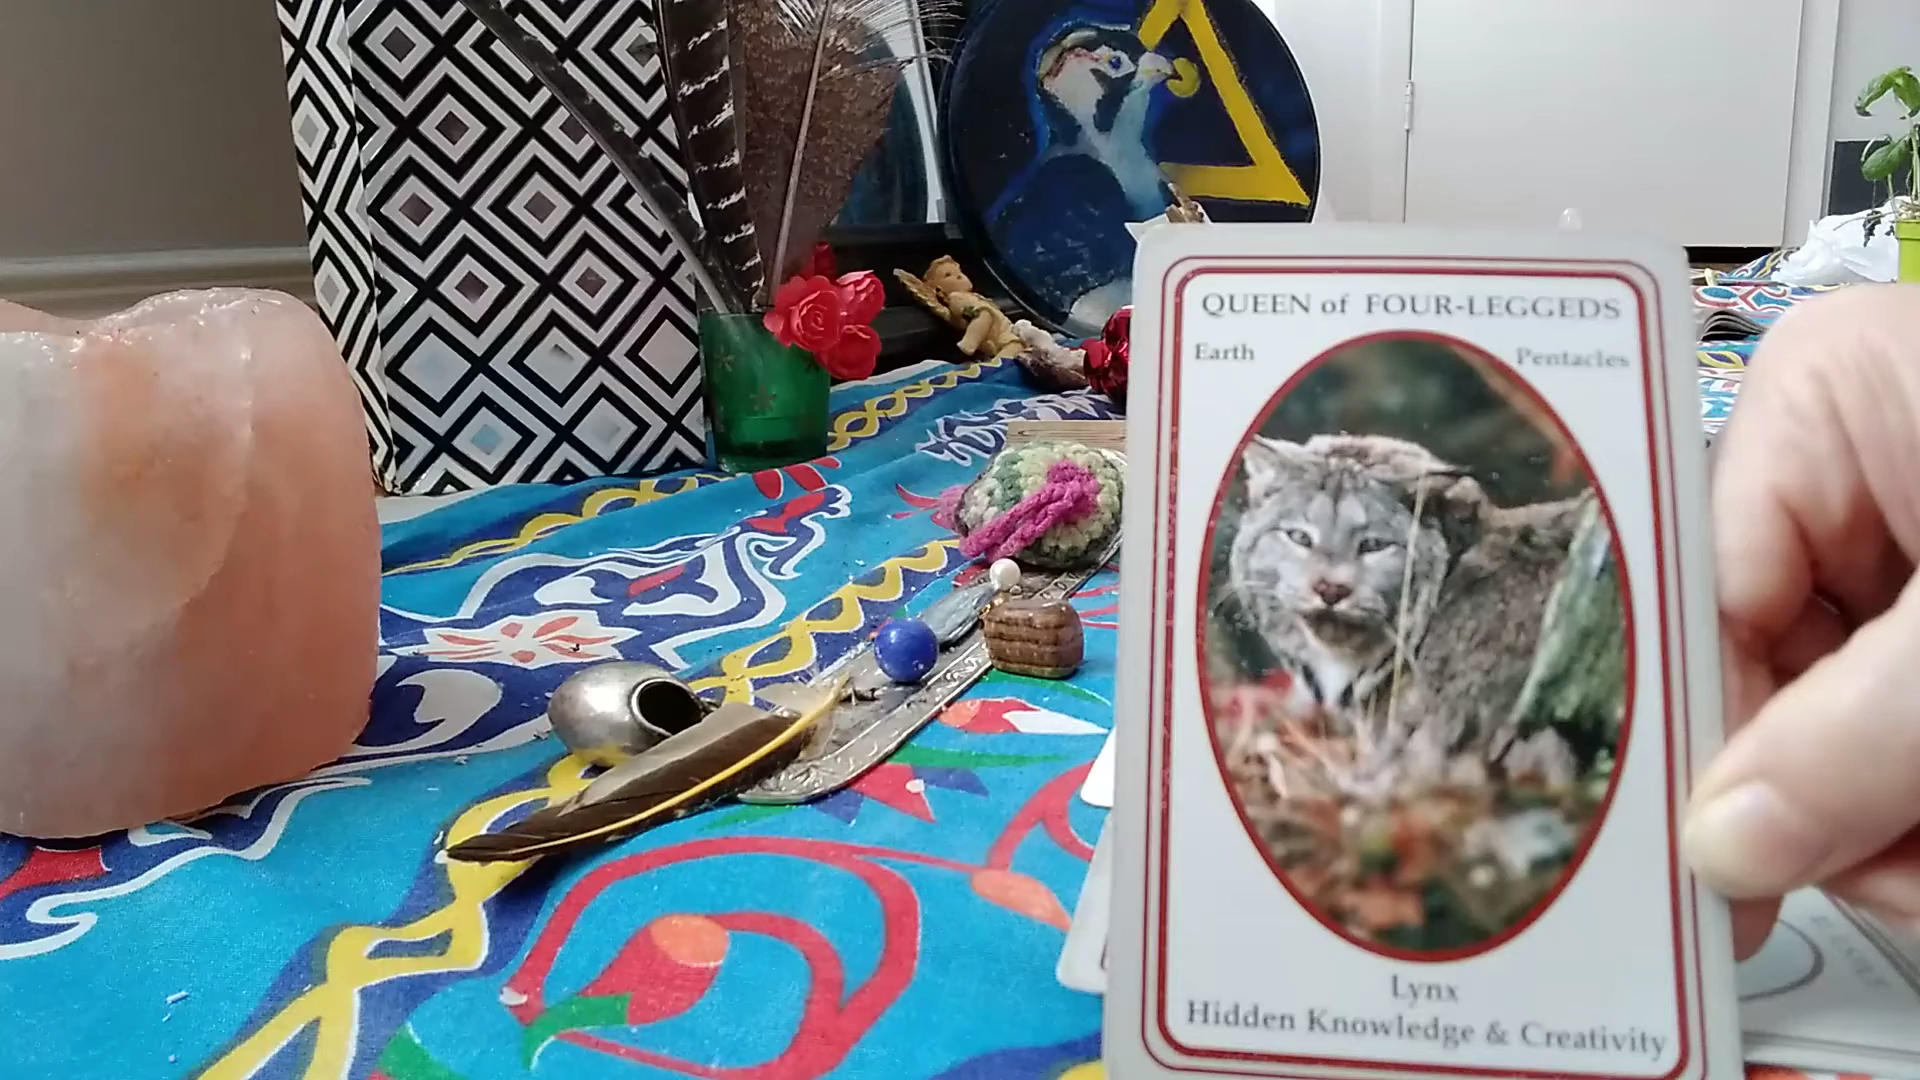 QUEEN of FOUR-LEGGEDS
Earth Pentacles
Lynx
Hidden Knowledge & Creativity